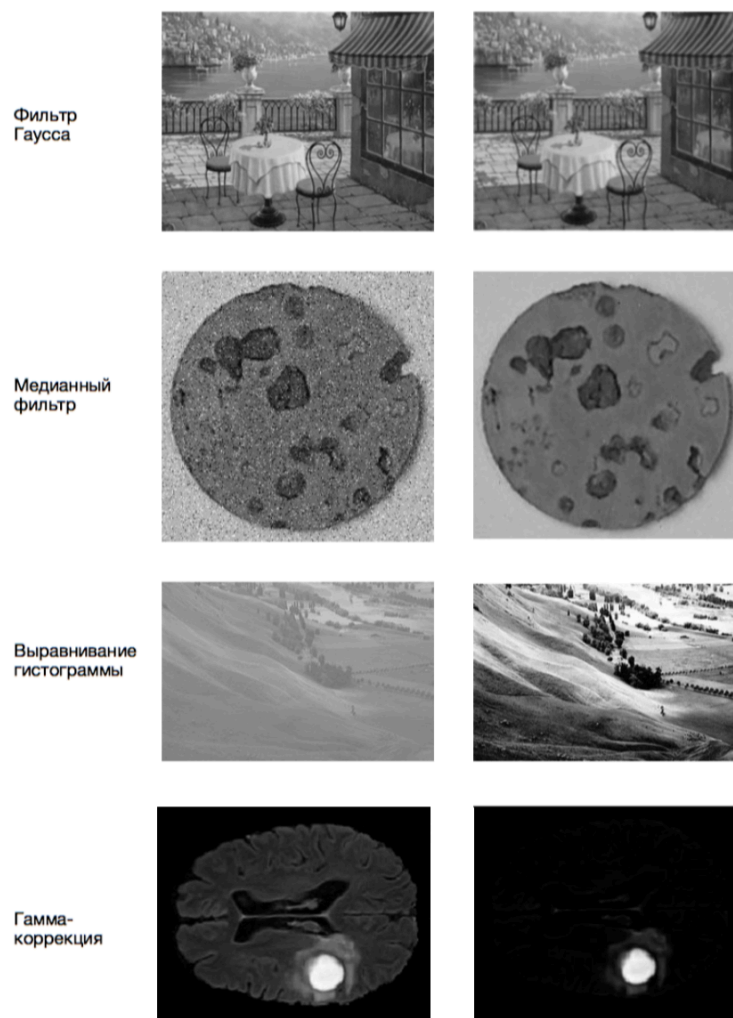 Фильтр
Гаусса
Медианный
фильтр
Выравнивание
гистограммы
Гамма-
коррекция